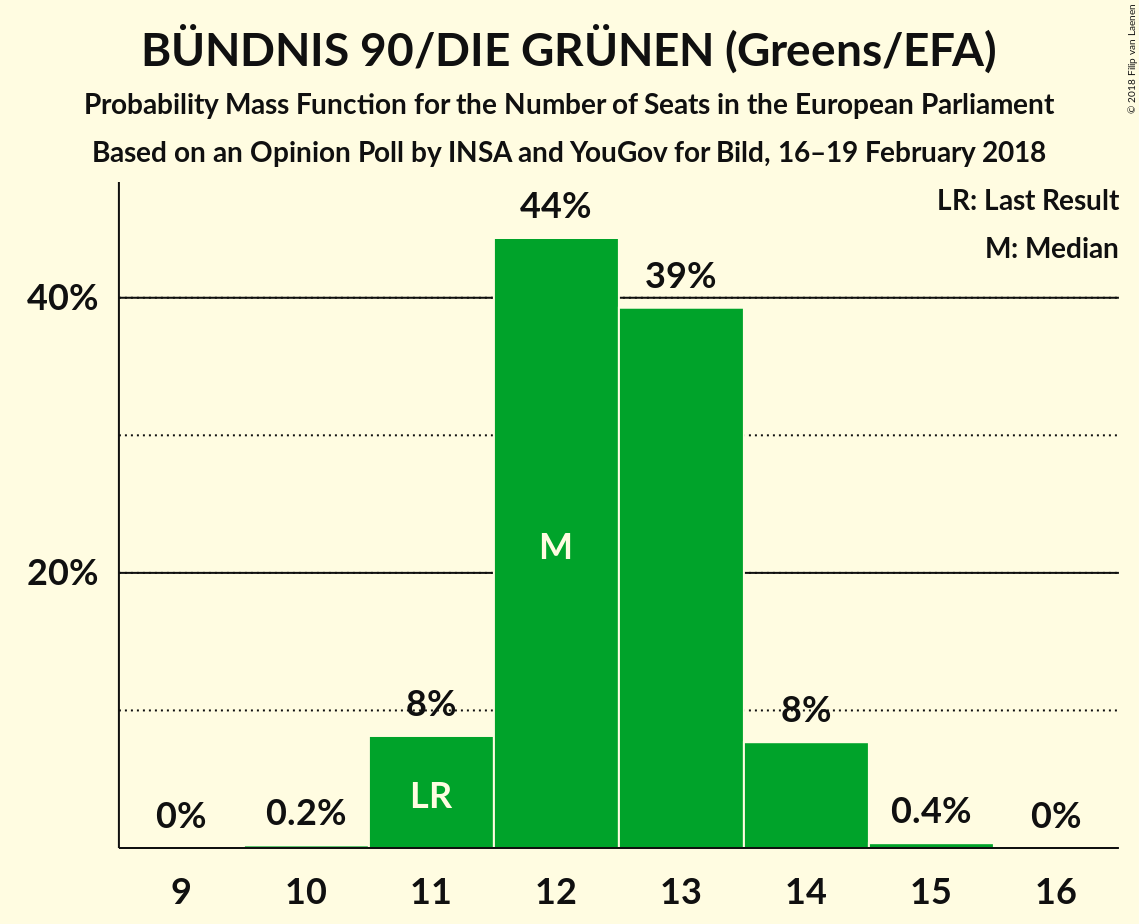 BÜNDNIS 90/DIE GRÜNEN (Greens/EFA)
Probability Mass Function for the Number of Seats in the European Parliament
Based on an Opinion Poll by INSA and YouGov for Bild, 16–19 February 2018
© 2018 Filip van Laenen
LR: Last Result
M: Median
40%
20%
0%
0.2%
8%
44%
39%
8%
0.4%
0%
LR
M
9 10 11 12 13 14 15 16